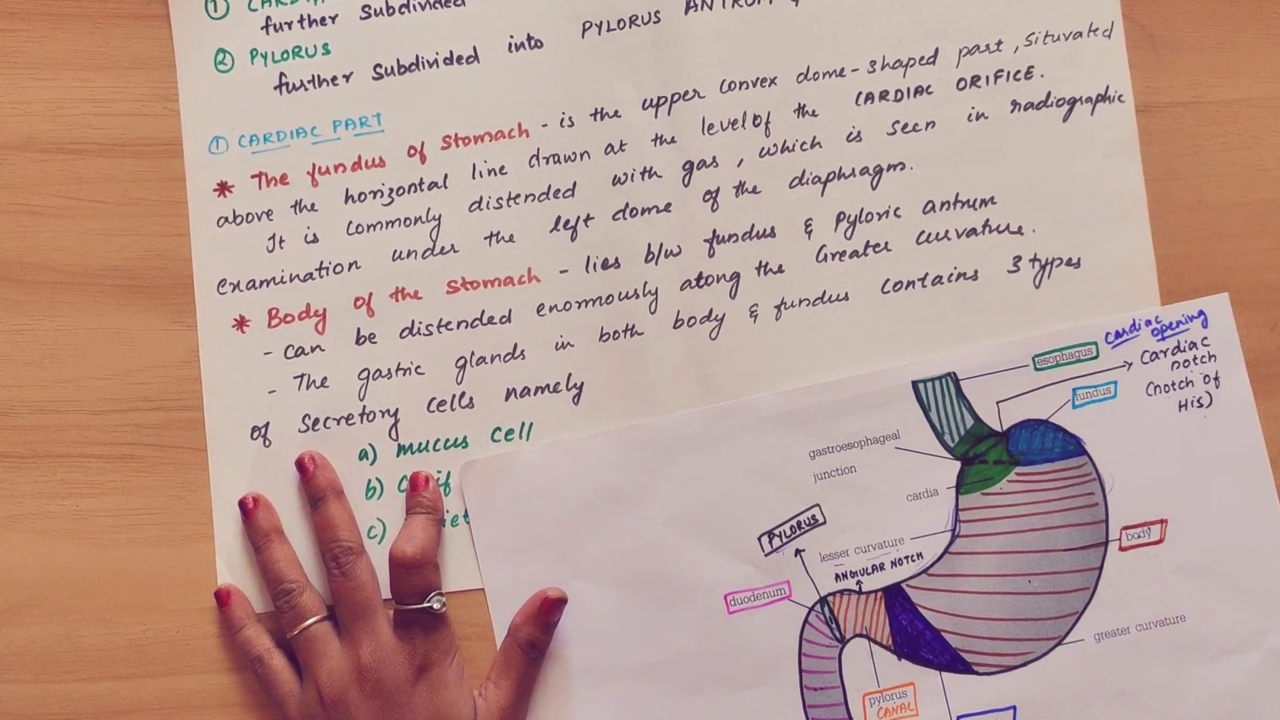 ① CARDIA
further subdivided
② PYLORUS
further subdivided into PYLORUS ANTRUM &
① CARDIAC PART
* The fundus of stomach - is the upper convex dome-shaped part, situvated
above the horizontal line drawn at the level of the CARDIAC ORIFICE.
It is commonly distended with gas, which is seen in radiographic
examination under the left dome of the diaphragm.
* Body of the stomach - lies b/w fundus & Pyloric antrum
- can be distended enormously atong the Greater curvature.
- The gastric glands in both body & fundus contains 3 types
of secretory cells namely
a) mucus cell
b)
c)
cardiac opening
esophagus
Cardiac notch
(notch of His)
fundus
gastroesophageal
junction
cardia
PYLORUS
lesser curvature
ANGULAR NOTCH
body
duodenum
greater curvature
pylorus
CANAL